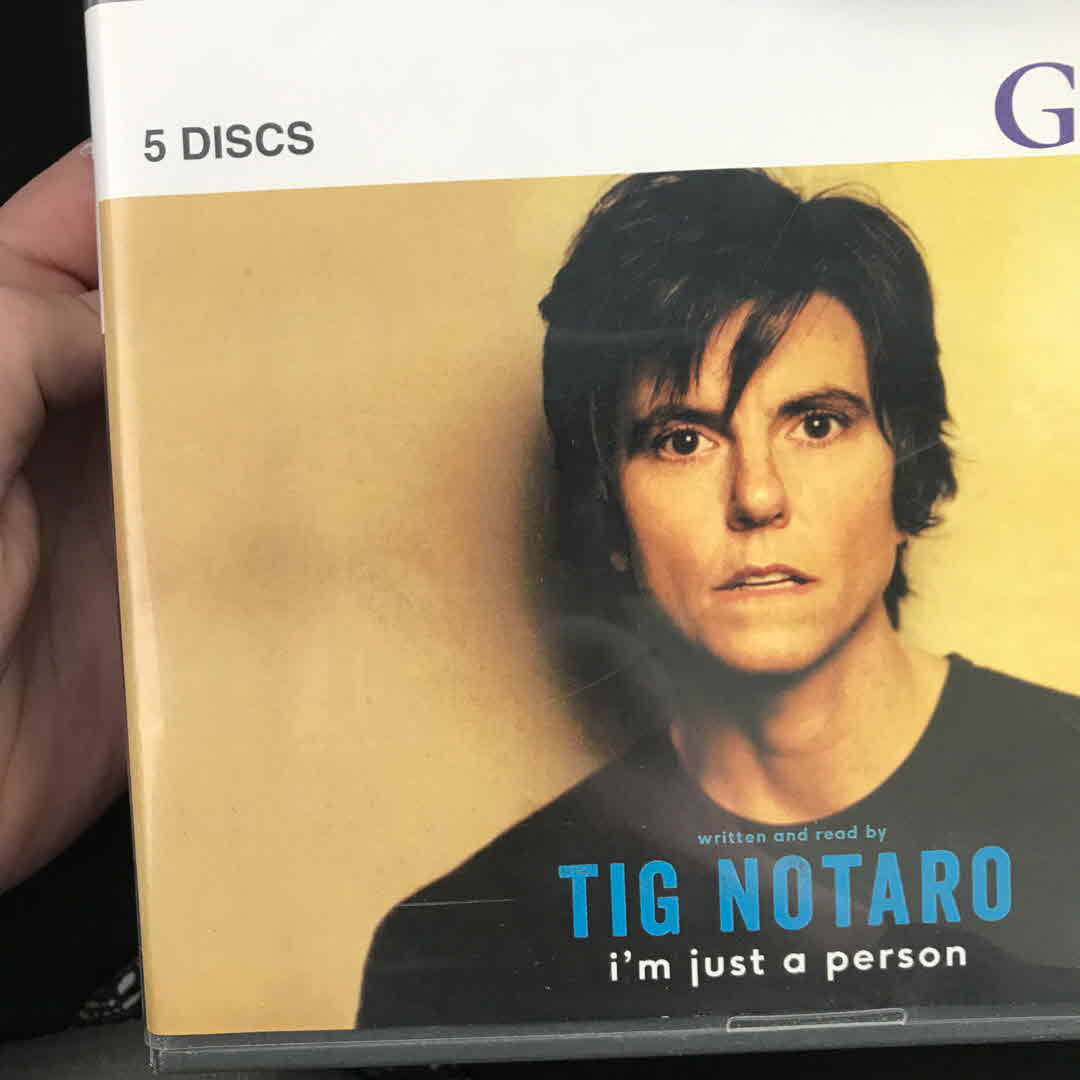 5 DISCS
G
written and read by
TIG NOTARO
i'm just a person